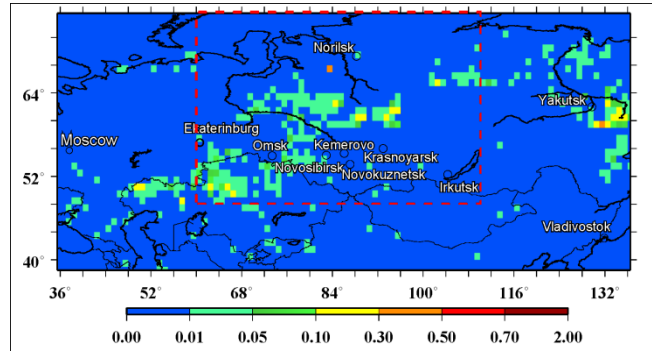 Norilsk
64°
Yakutsk
Moscow
Ekaterinburg
Omsk
Kemerovo
Krasnoyarsk
52°
Novosibirsk
Novokuznetsk
Irkutsk
Vladivostok
40°
36° 52° 68° 84° 100° 116° 132°
0.00 0.01 0.05 0.10 0.30 0.50 0.70 2.00